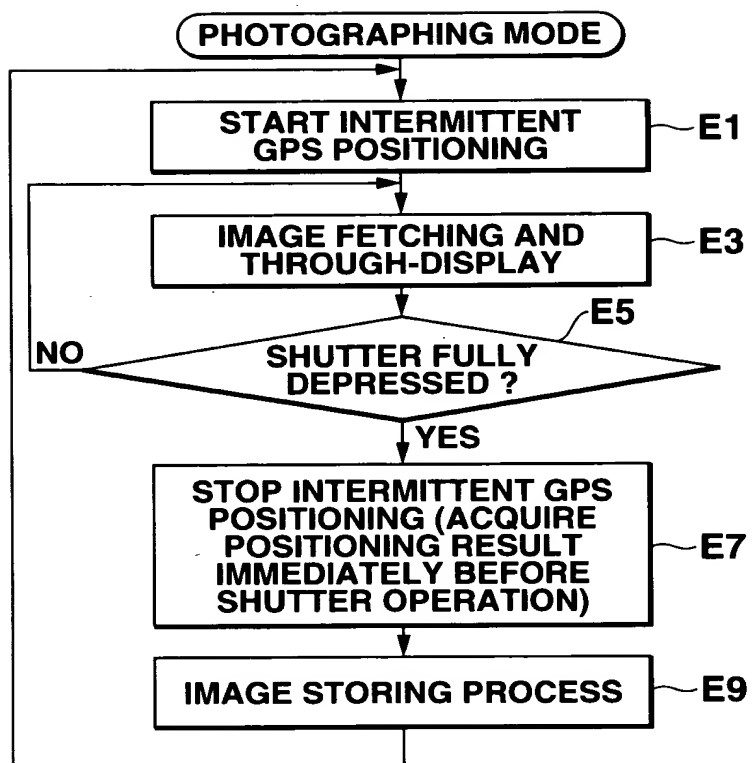 PHOTOGRAPHING MODE
START INTERMITTENT
GPS POSITIONING
E1
IMAGE FETCHING AND
THROUGH-DISPLAY
E3
E5
SHUTTER FULLY
DEPRESSED ?
NO
YES
STOP INTERMITTENT GPS
POSITIONING (ACQUIRE
POSITIONING RESULT
IMMEDIATELY BEFORE
SHUTTER OPERATION)
E7
IMAGE STORING PROCESS
E9